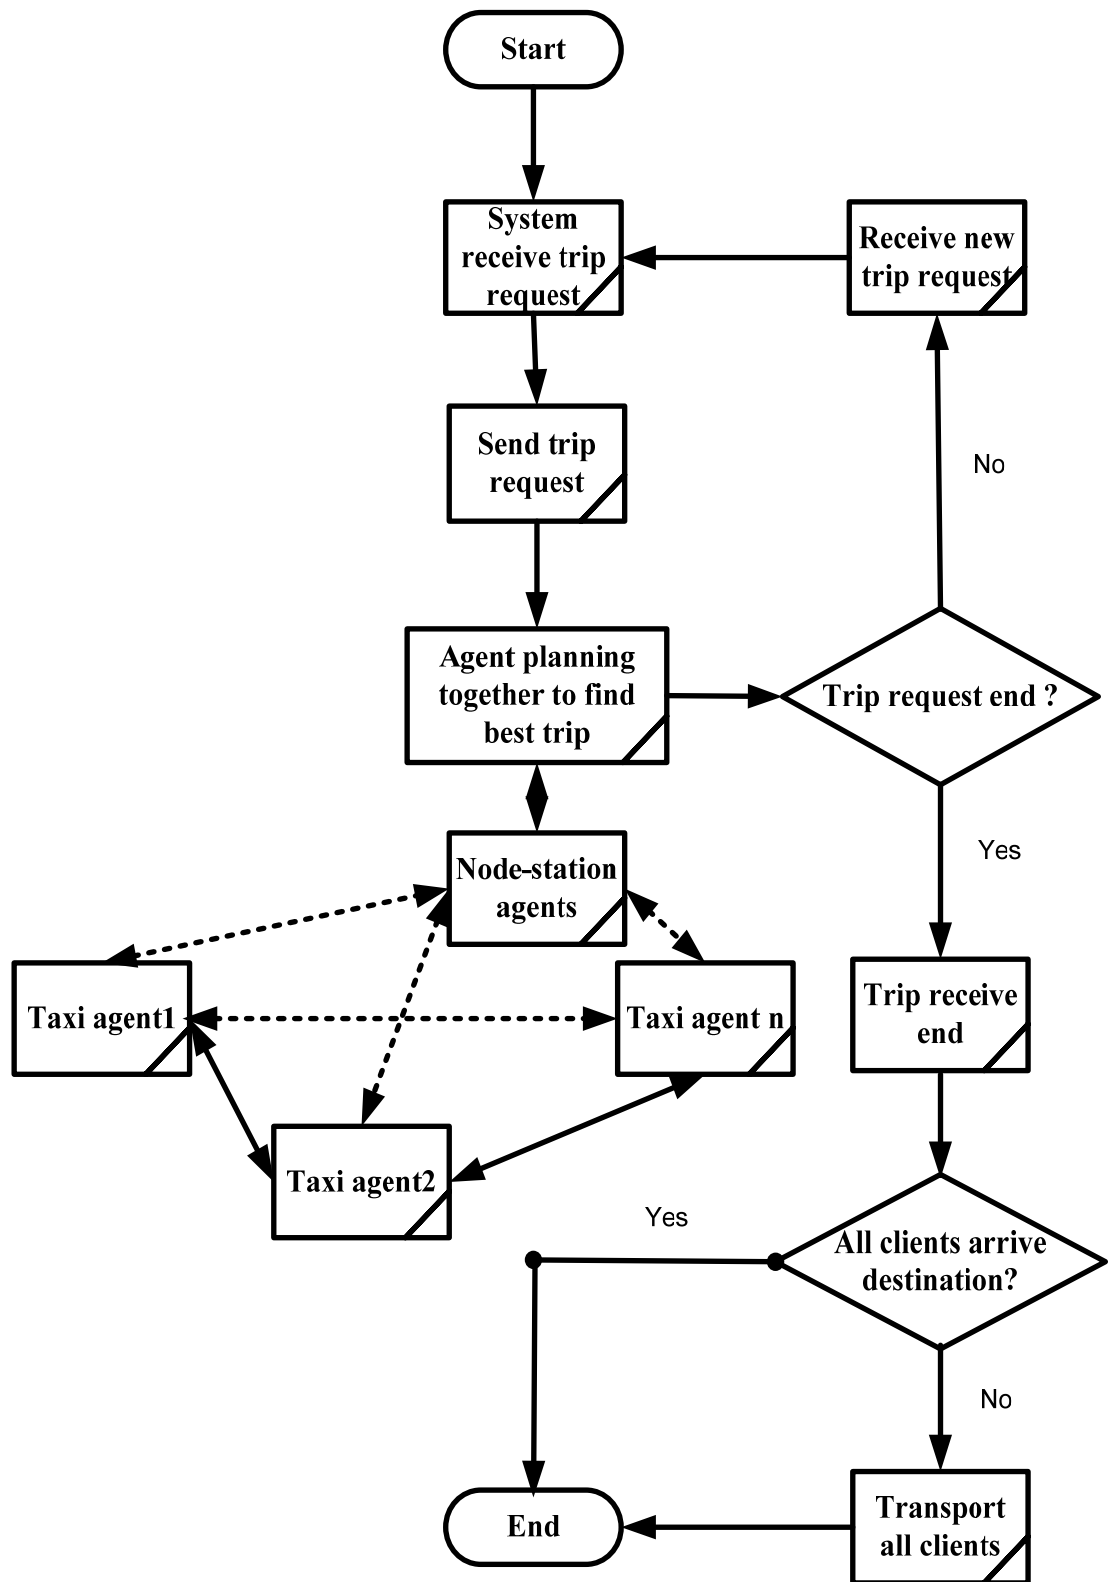 Start
System
receive trip
request
Receive new
trip request
Send trip
request
No
Agent planning
together to find
best trip
Trip request end ?
Yes
Node-station
agents
Taxi agent1
Taxi agent n
Trip receive
end
Taxi agent2
Yes
All clients arrive
destination?
No
End
Transport
all clients